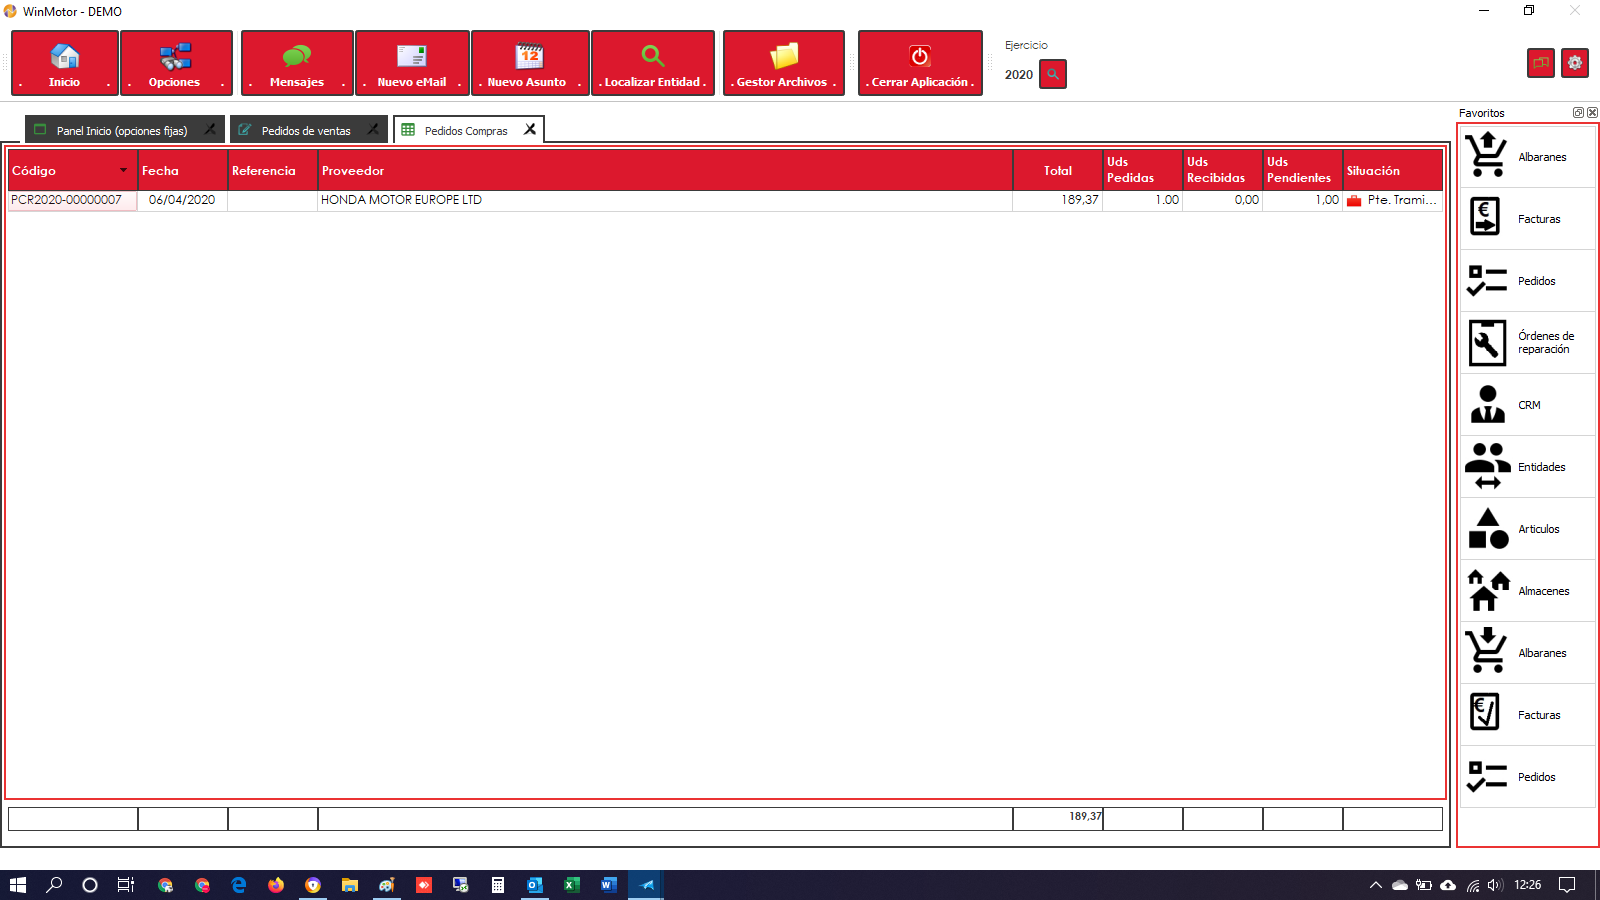 WinMotor - DEMO
. Inicio .
. Opciones .
. Mensajes .
. Nuevo eMail .
12
. Nuevo Asunto .
. Localizar Entidad .
. Gestor Archivos .
. Cerrar Aplicación .
Ejercicio
2020
Favoritos
Panel Inicio (opciones fijas)
Pedidos de ventas
Pedidos Compras
Código
Fecha
Referencia
Proveedor
Total
Uds
Pedidas
Uds
Recibidas
Uds
Pendientes
Situación
PCR2020-00000007
06/04/2020
HONDA MOTOR EUROPE LTD
189,37
1.00
0,00
1,00
Pte. Trami...
189,37
Albaranes
€
Facturas
Pedidos
Órdenes de
reparación
CRM
Entidades
Articulos
Almacenes
Albaranes
€
Facturas
Pedidos
12:26